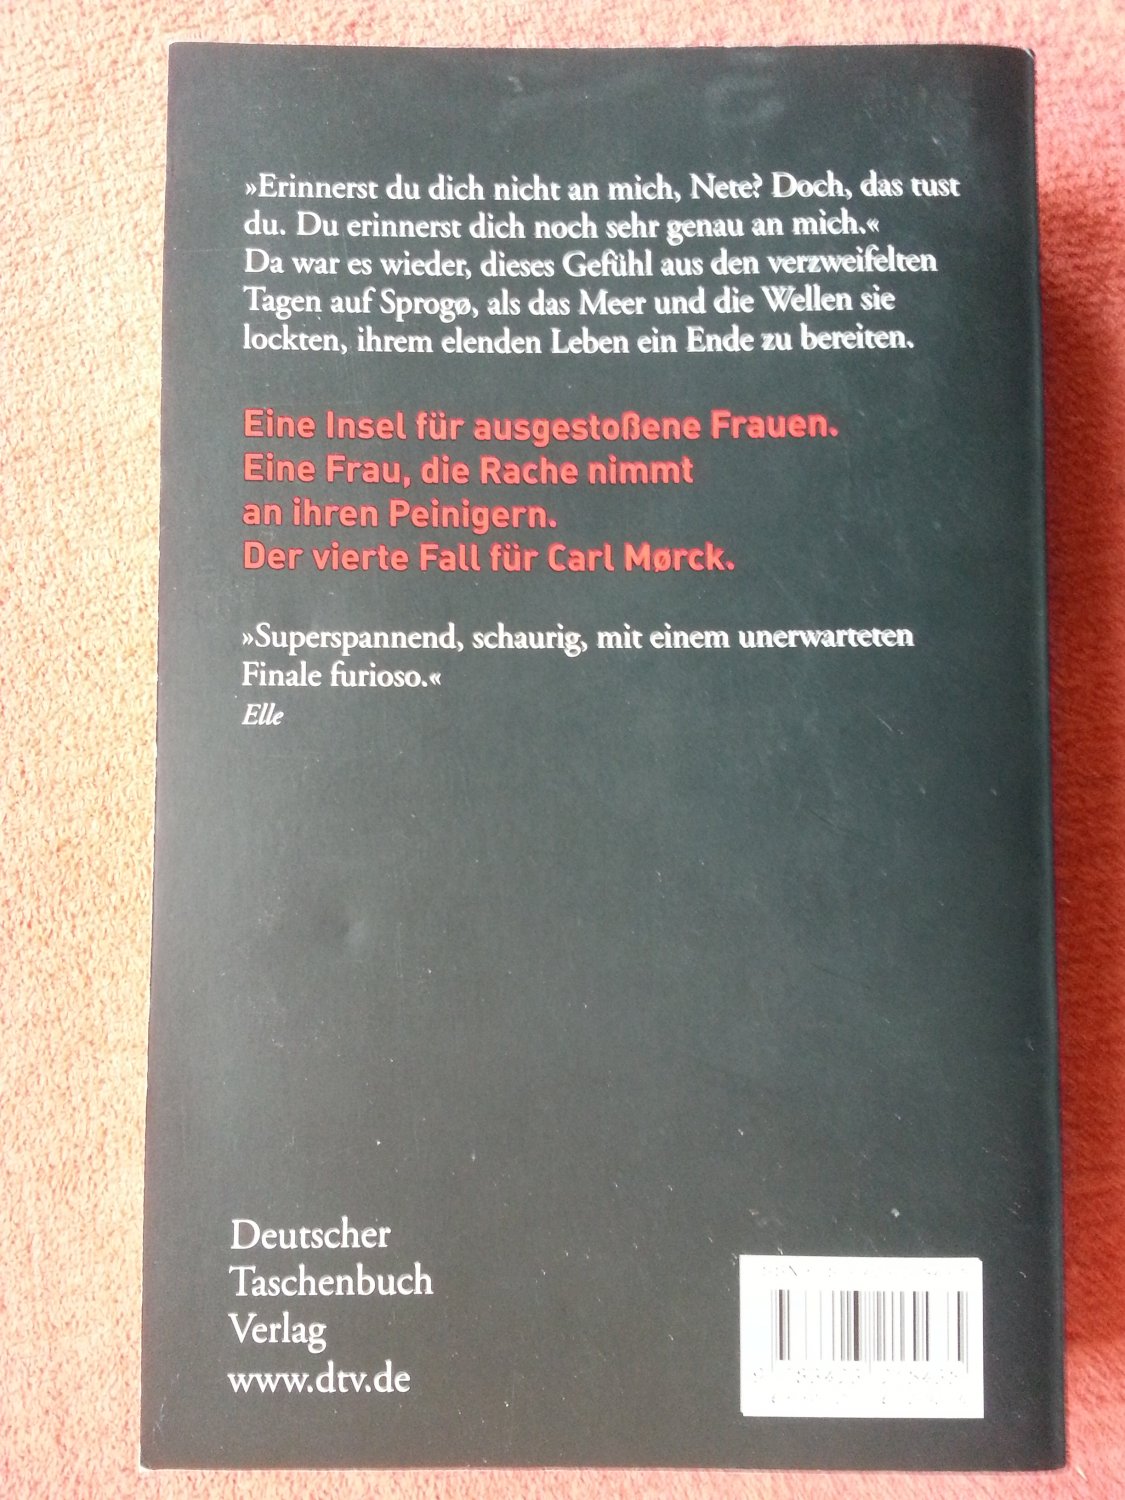 »Erinnerst du dich nicht an mich, Nete? Doch, das tust
du. Du erinnerst dich noch sehr genau an mich.«
Da war es wieder, dieses Gefühl aus den verzweifelten
Tagen auf Sprogø, als das Meer und die Wellen sie
lockten, ihrem elenden Leben ein Ende zu bereiten.
Eine Insel für ausgestoßene Frauen.
Eine Frau, die Rache nimmt
an ihren Peinigern.
Der vierte Fall für Carl Mørck.
»Superspannend, schaurig, mit einem unerwarteten
Finale furioso.«
Elle
Deutscher
Taschenbuch
Verlag
www.dtv.de